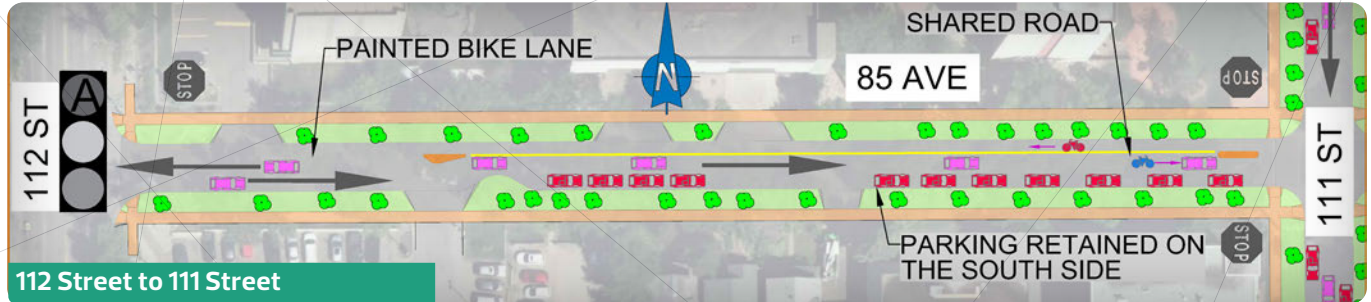 SHARED ROAD
PAINTED BIKE LANE
N
85 AVE
STOP
STOP
A
112 ST
111 ST
PARKING RETAINED ON
THE SOUTH SIDE
STOP
112 Street to 111 Street